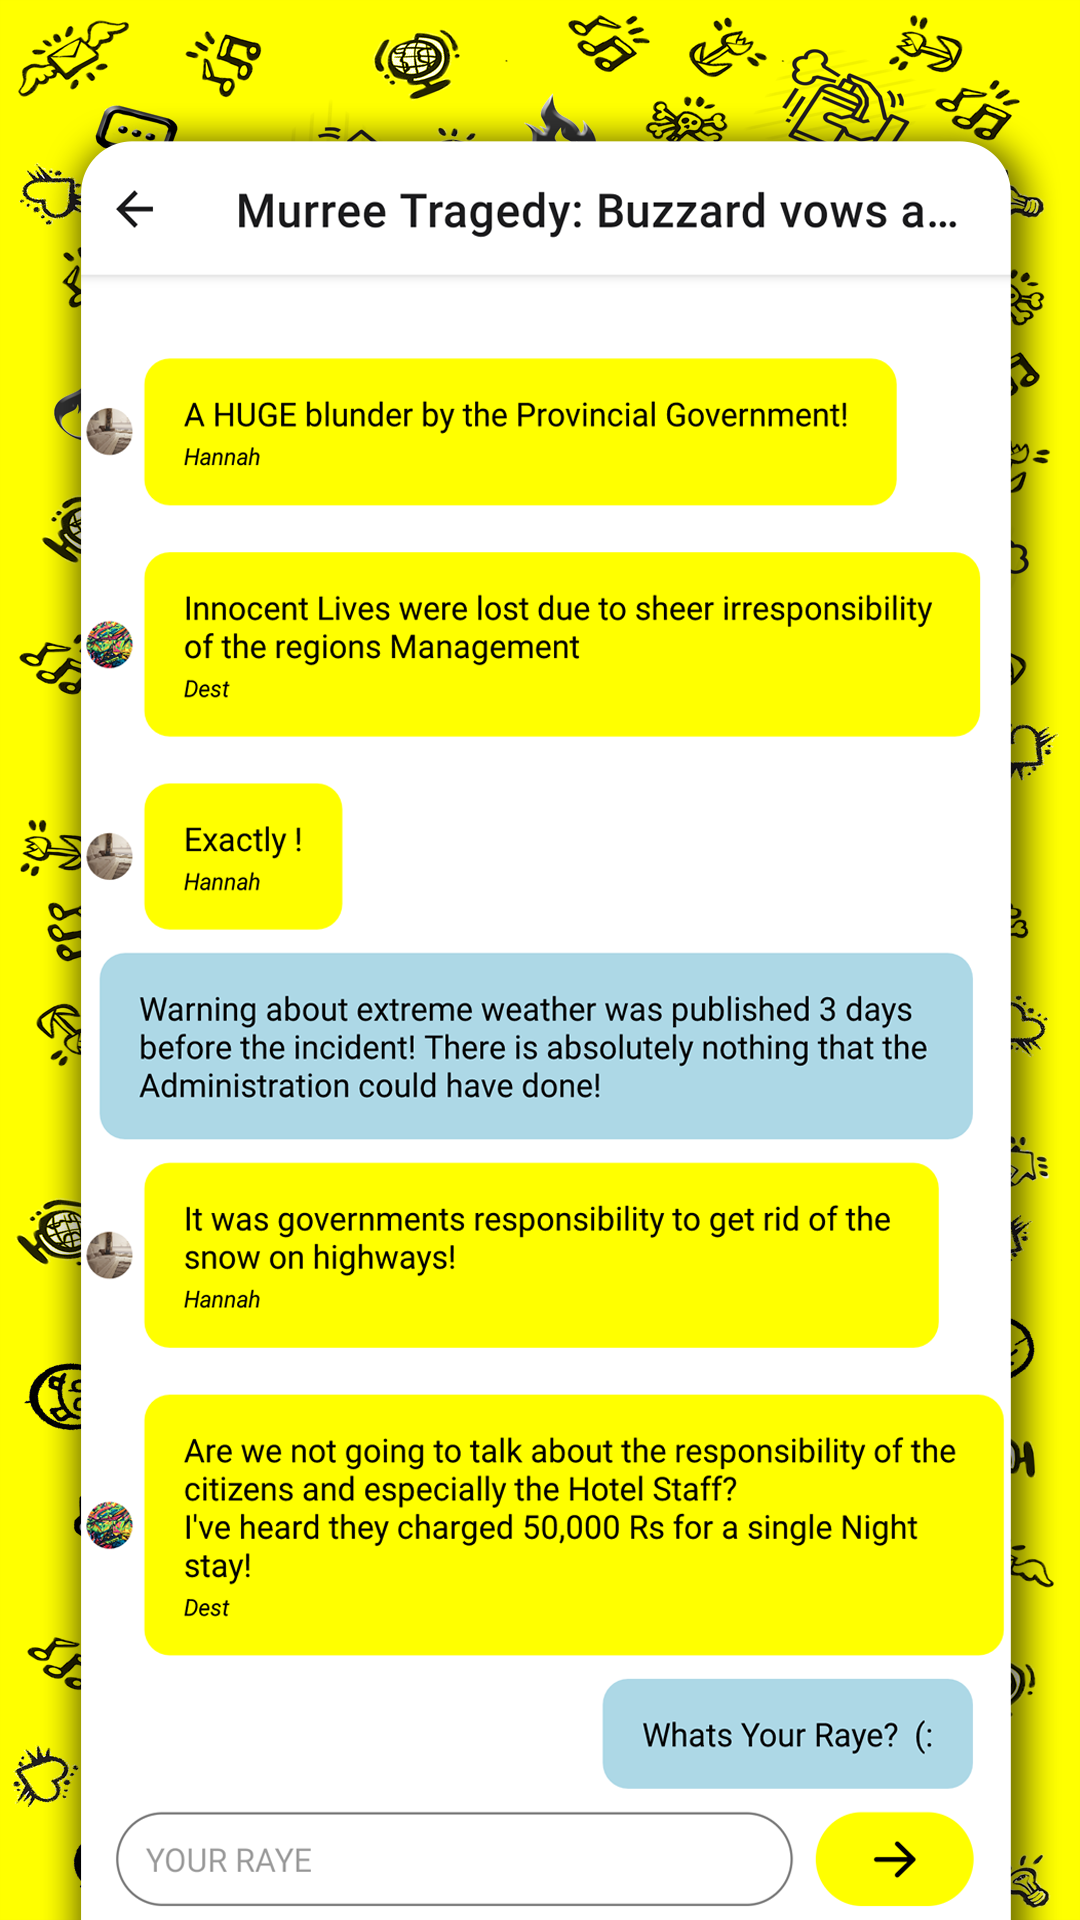 Murree Tragedy: Buzzard vows a...
A HUGE blunder by the Provincial Government!
Hannah
Innocent Lives were lost due to sheer irresponsibility
of the regions Management
Dest
Exactly !
Hannah
Warning about extreme weather was published 3 days
before the incident! There is absolutely nothing that the
Administration could have done!
It was governments responsibility to get rid of the
snow on highways!
Hannah
Are we not going to talk about the responsibility of the
citizens and especially the Hotel Staff?
I've heard they charged 50,000 Rs for a single Night
stay!
Dest
Whats Your Raye?  (:
YOUR RAYE